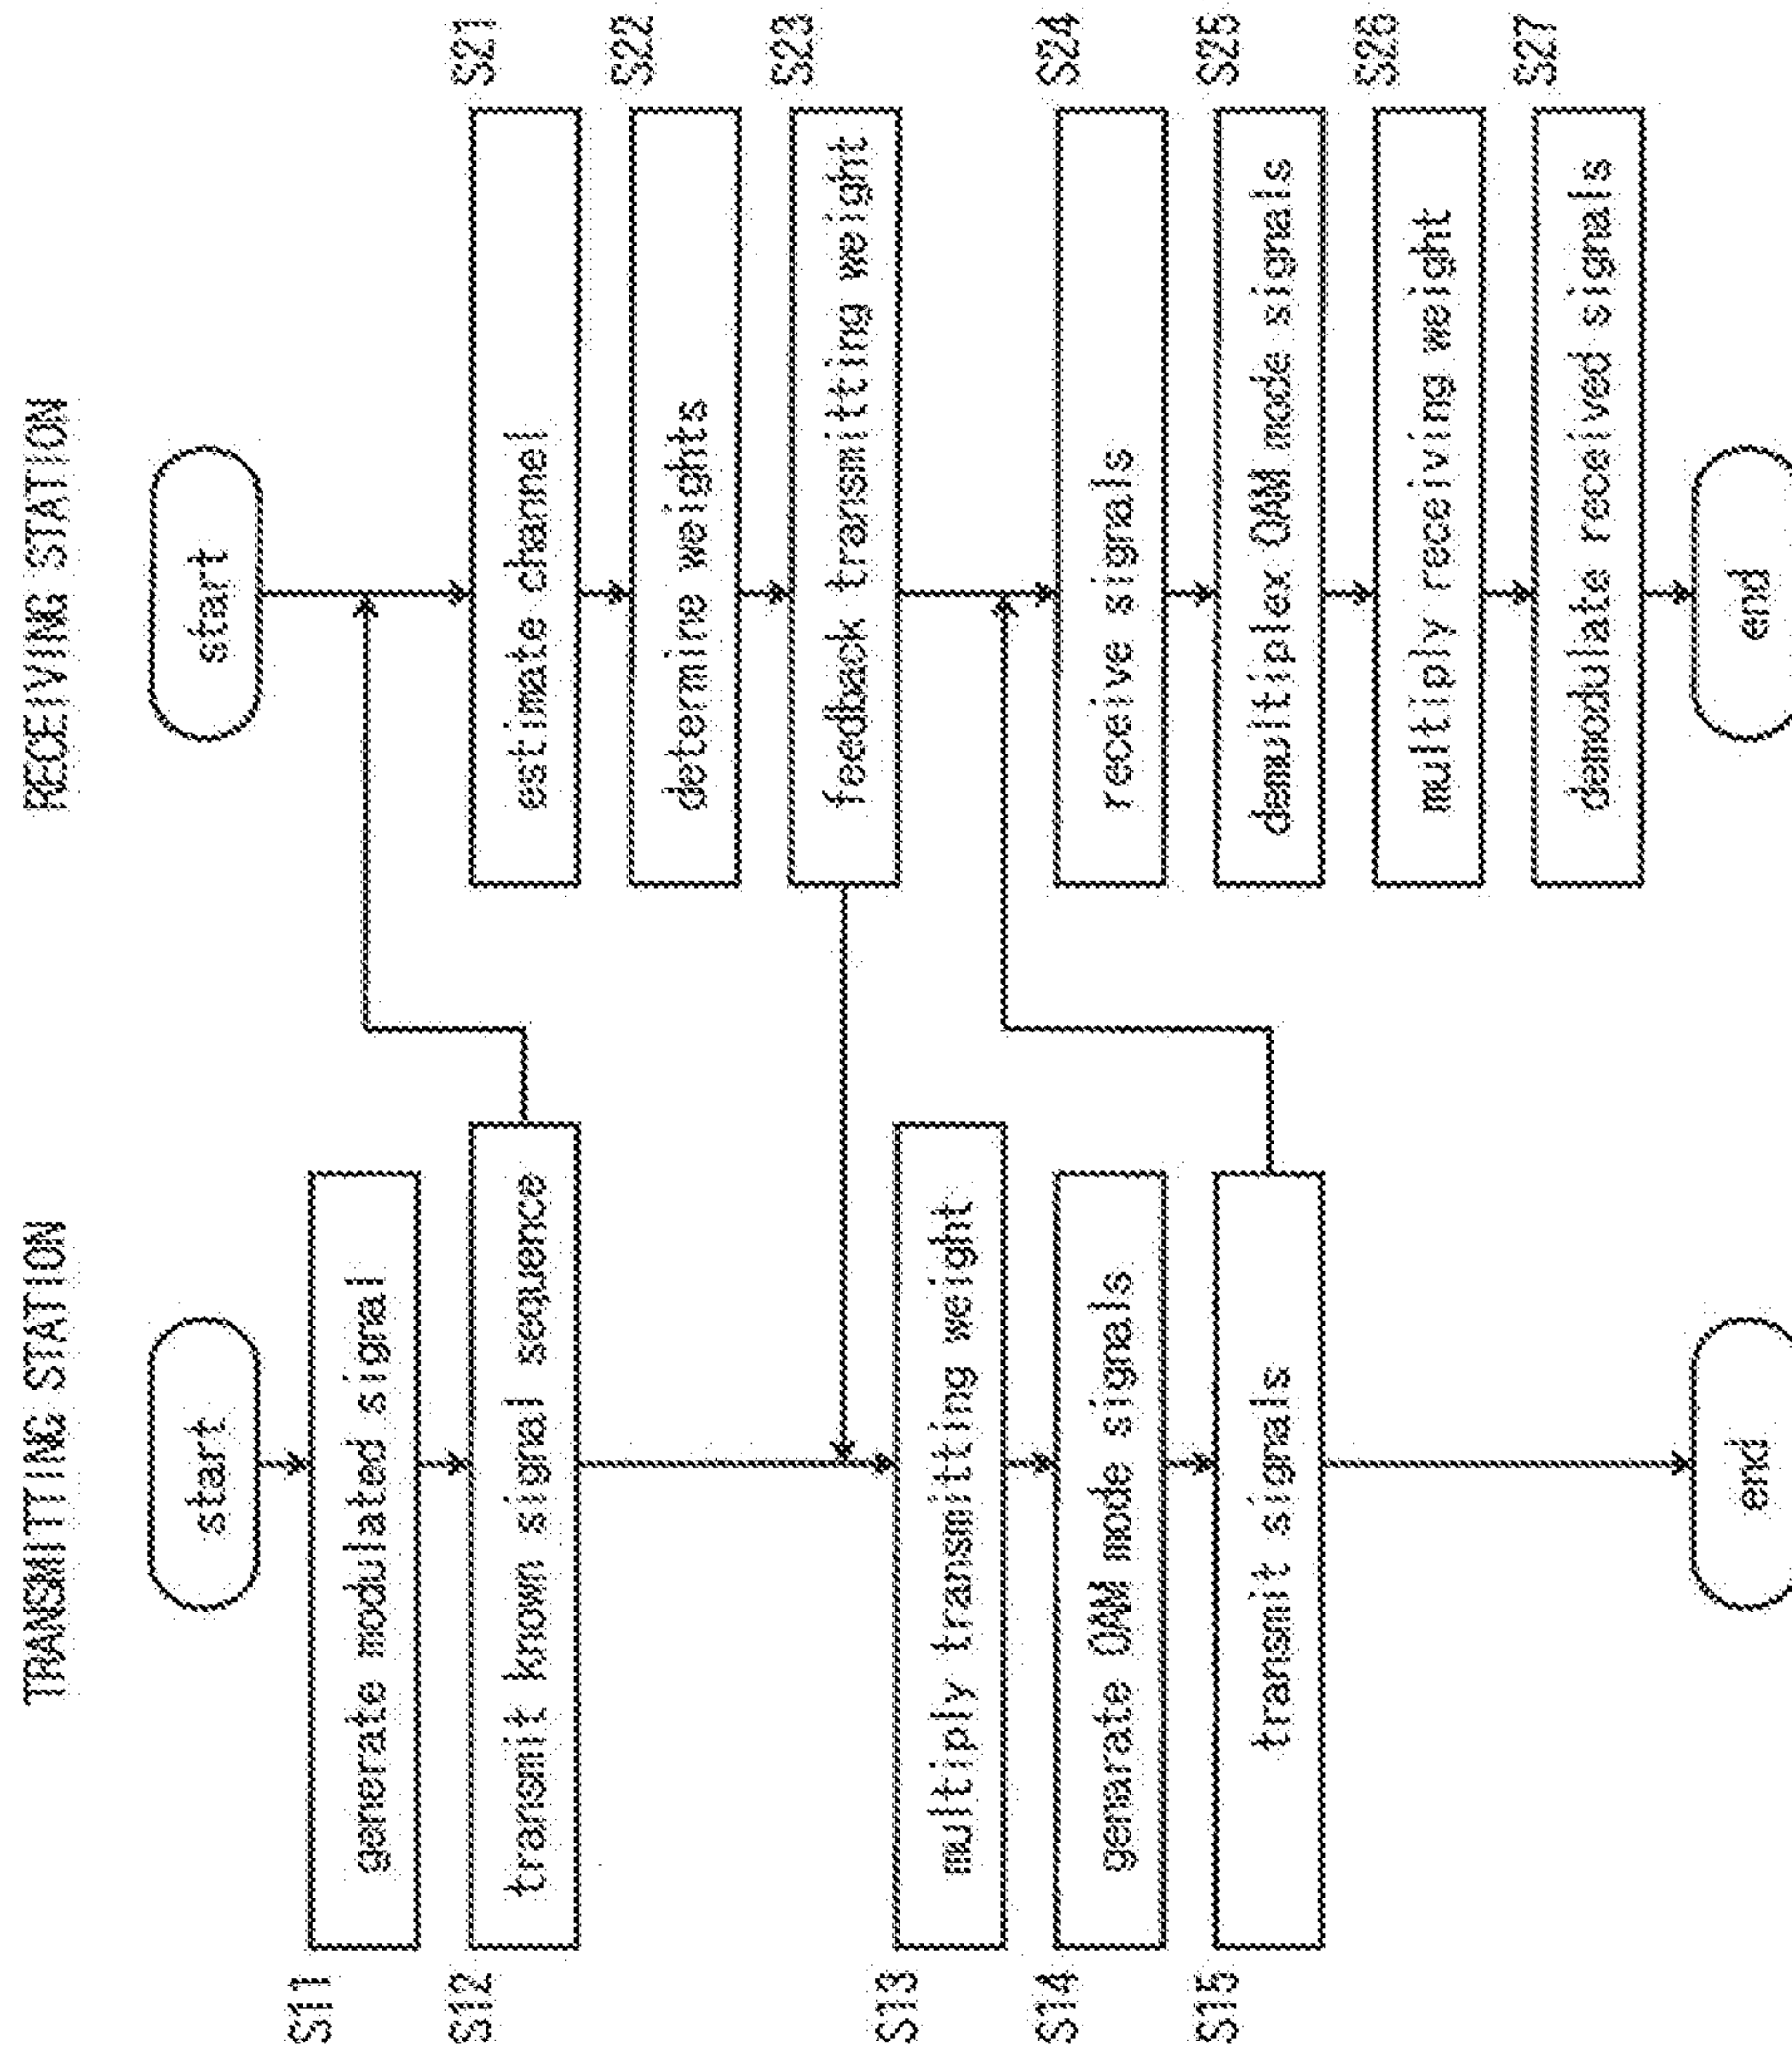 TRANSMITTING STATION
start
S11
generate modulated signal
S12
transmit known signal sequence
S13
multiply transmitting weight
S14
genarate OAM mode signals
S15
transmit signals
end
RECEIVING STATION
start
estimate channel
S21
determine weights
S22
feedback transmitting weight
S23
receive signals
S24
demultiplex OAM mode signals
S25
multiply receiving weight
S26
demodulate received signals
S27
end